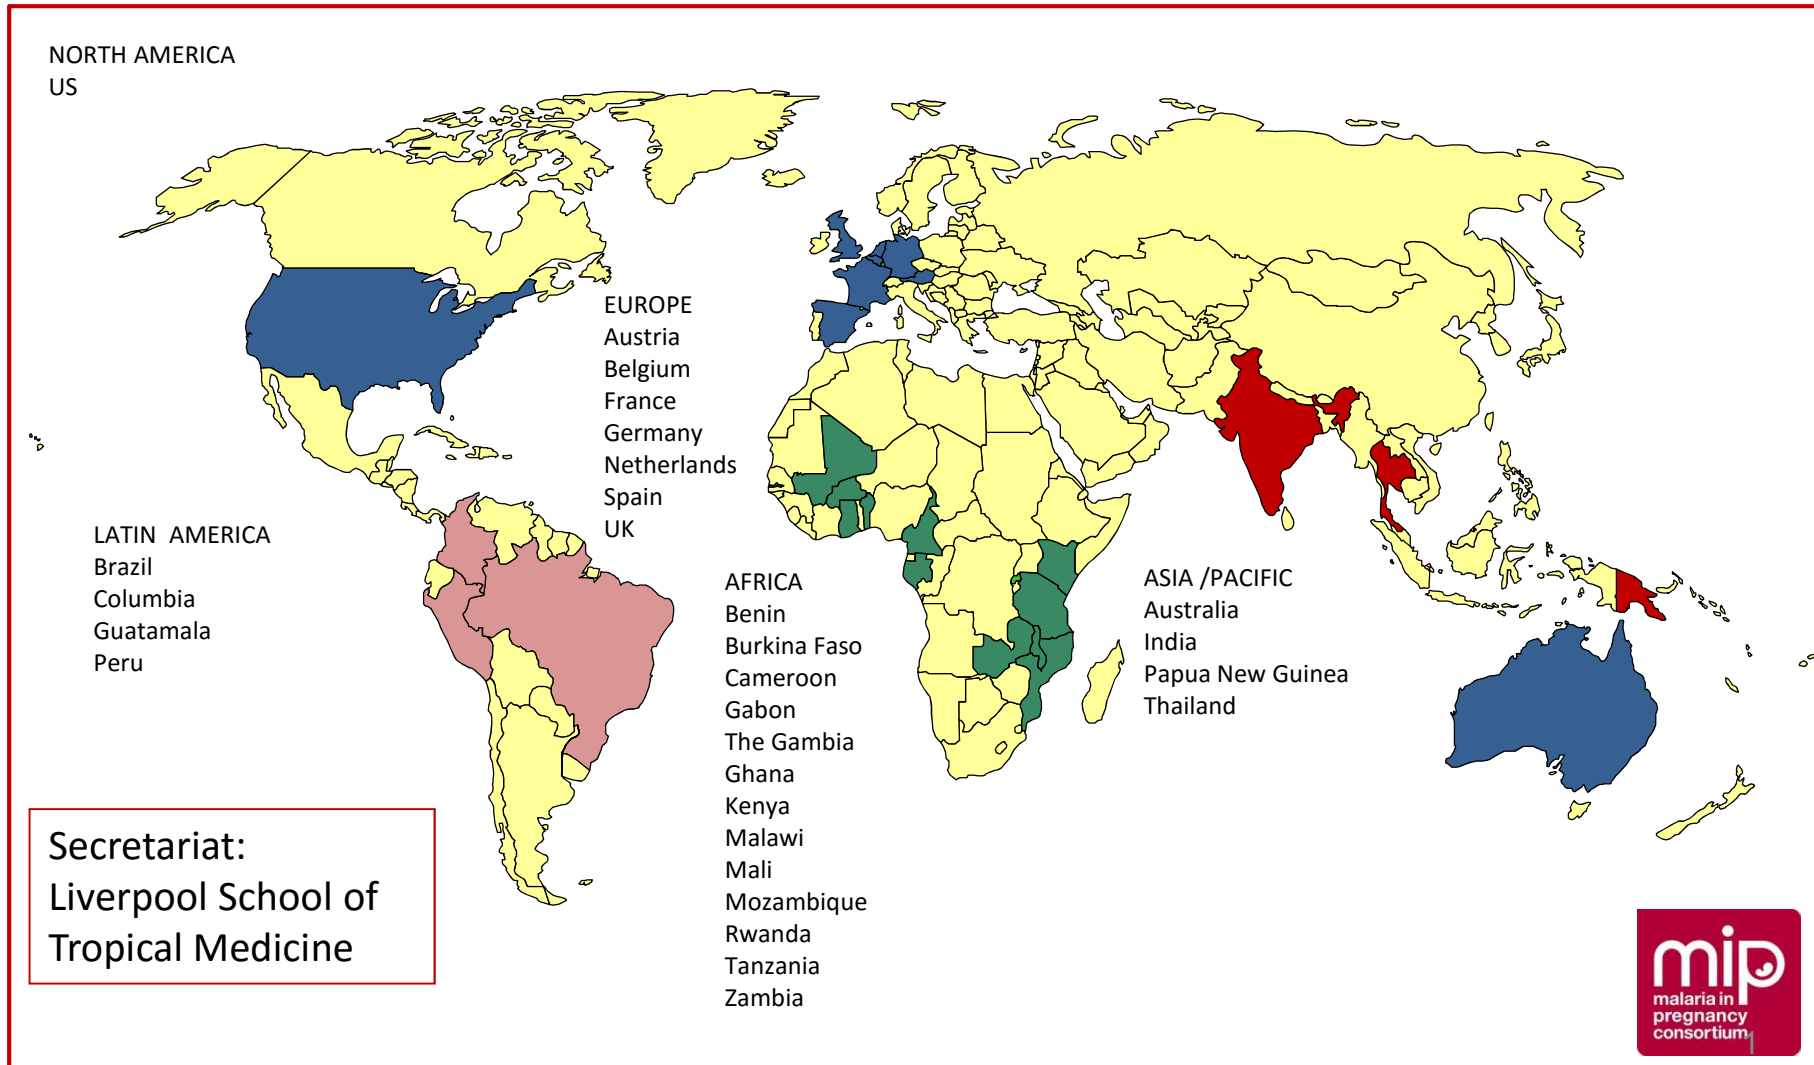 NORTH AMERICA
US
EUROPE
Austria
Belgium
France
Germany
Netherlands
Spain
UK
LATIN  AMERICA
Brazil
Columbia
Guatamala
Peru
AFRICA
Benin
Burkina Faso
Cameroon
Gabon
The Gambia
Ghana
Kenya
Malawi
Mali
Mozambique
Rwanda
Tanzania
Zambia
ASIA /PACIFIC
Australia
India
Papua New Guinea
Thailand
Secretariat:
Liverpool School of
Tropical Medicine
mip
malaria in
pregnancy
consortium
1